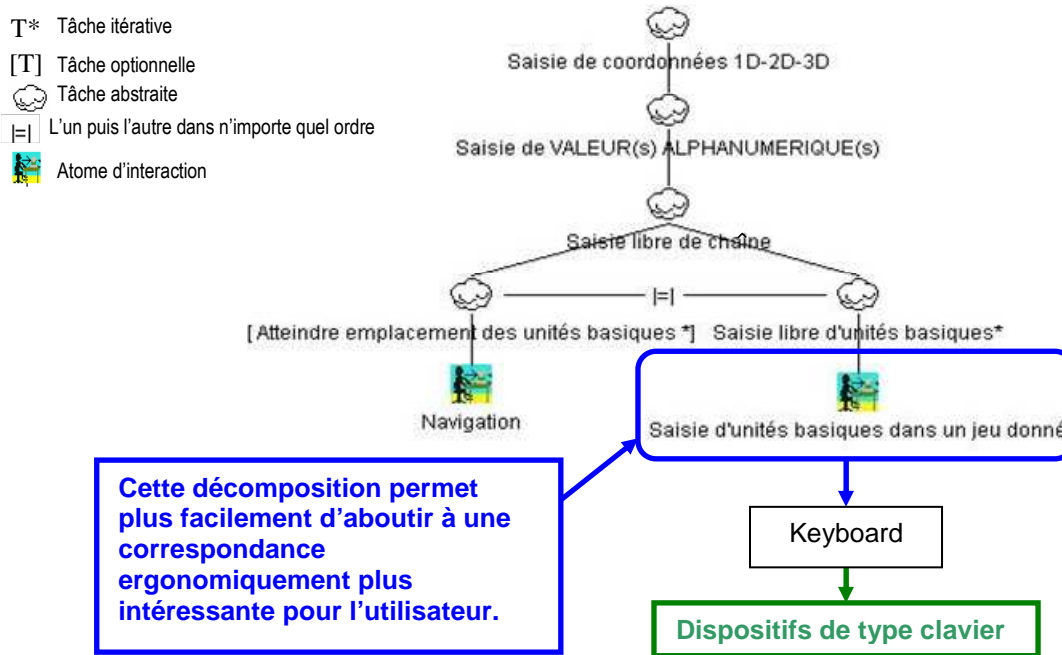 T* Tâche itérative
[T] Tâche optionnelle
Tâche abstraite
|=| L'un puis l'autre dans n'importe quel ordre
Atome d'interaction
Saisie de coordonnées 1D-2D-3D
Saisie de VALEUR(s) ALPHANUMERIQUE(s)
Saisie libre de chaîne
|=|
[ Atteindre emplacement des unités basiques *] Saisie libre d'unités basiques*
Navigation
Saisie d'unités basiques dans un jeu donné
Cette décomposition permet
plus facilement d'aboutir à une
correspondance
ergonomiquement plus
intéressante pour l'utilisateur.
Keyboard
Dispositifs de type clavier